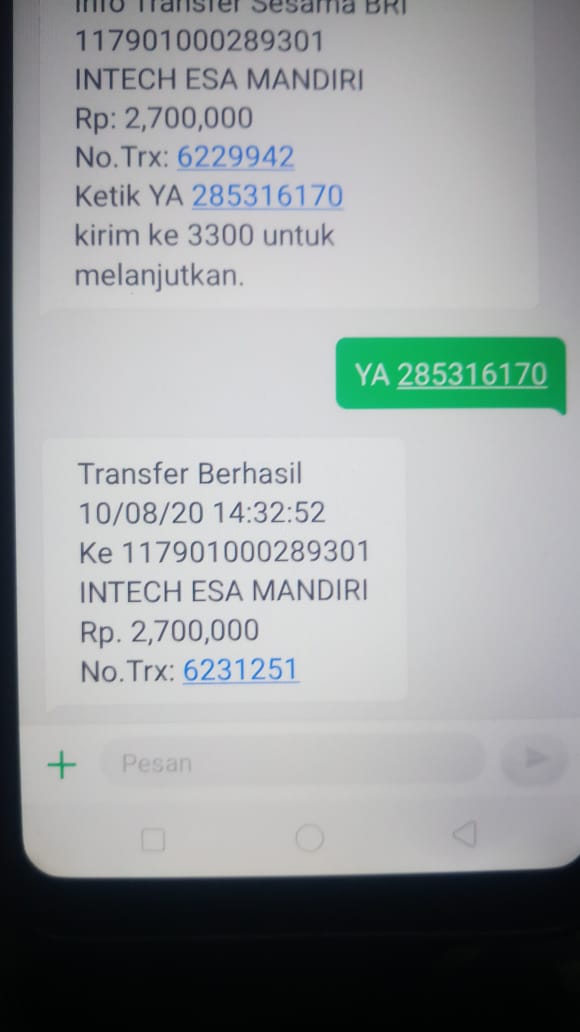 Info Transfer Sesama BRI
117901000289301
INTECH ESA MANDIRI
Rp: 2,700,000
No.Trx: 6229942
Ketik YA 285316170
kirim ke 3300 untuk
melanjutkan.
YA 285316170
Transfer Berhasil
10/08/20 14:32:52
Ke 117901000289301
INTECH ESA MANDIRI
Rp. 2,700,000
No.Trx: 6231251
Pesan